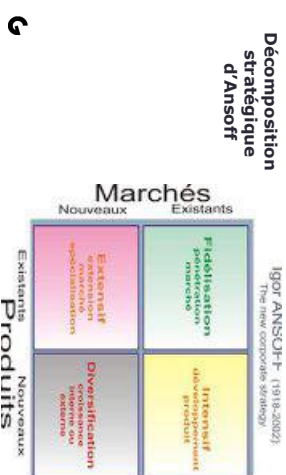 Décomposition
stratégique
d'Ansoff
Igor ANSOFF (1918-2002)
The new corporate strategy
Marchés
Nouveaux
Existants
Fidélisation
pénétration
marché
Intensif
développement
produit
Extensif
extension
marché
spécialisation
Diversification
croissance
interne ou
externe
Existants
Nouveaux
Produits
G